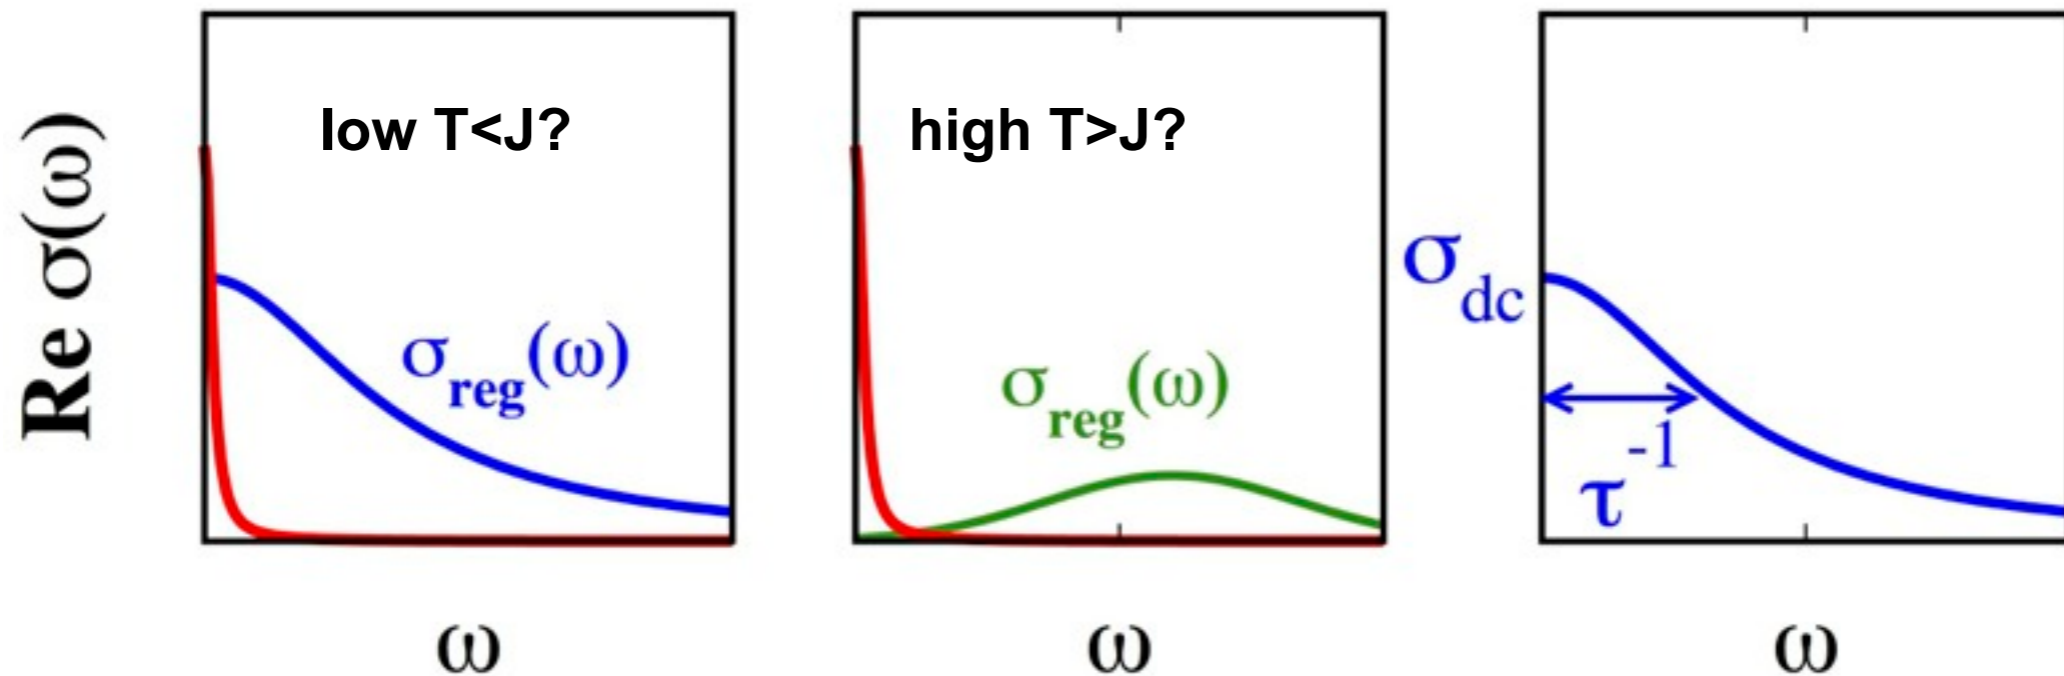 Re σ(ω)
low T<J?
σreg(ω)
ω
high T>J?
σreg(ω)
ω
σdc
τ-1
ω